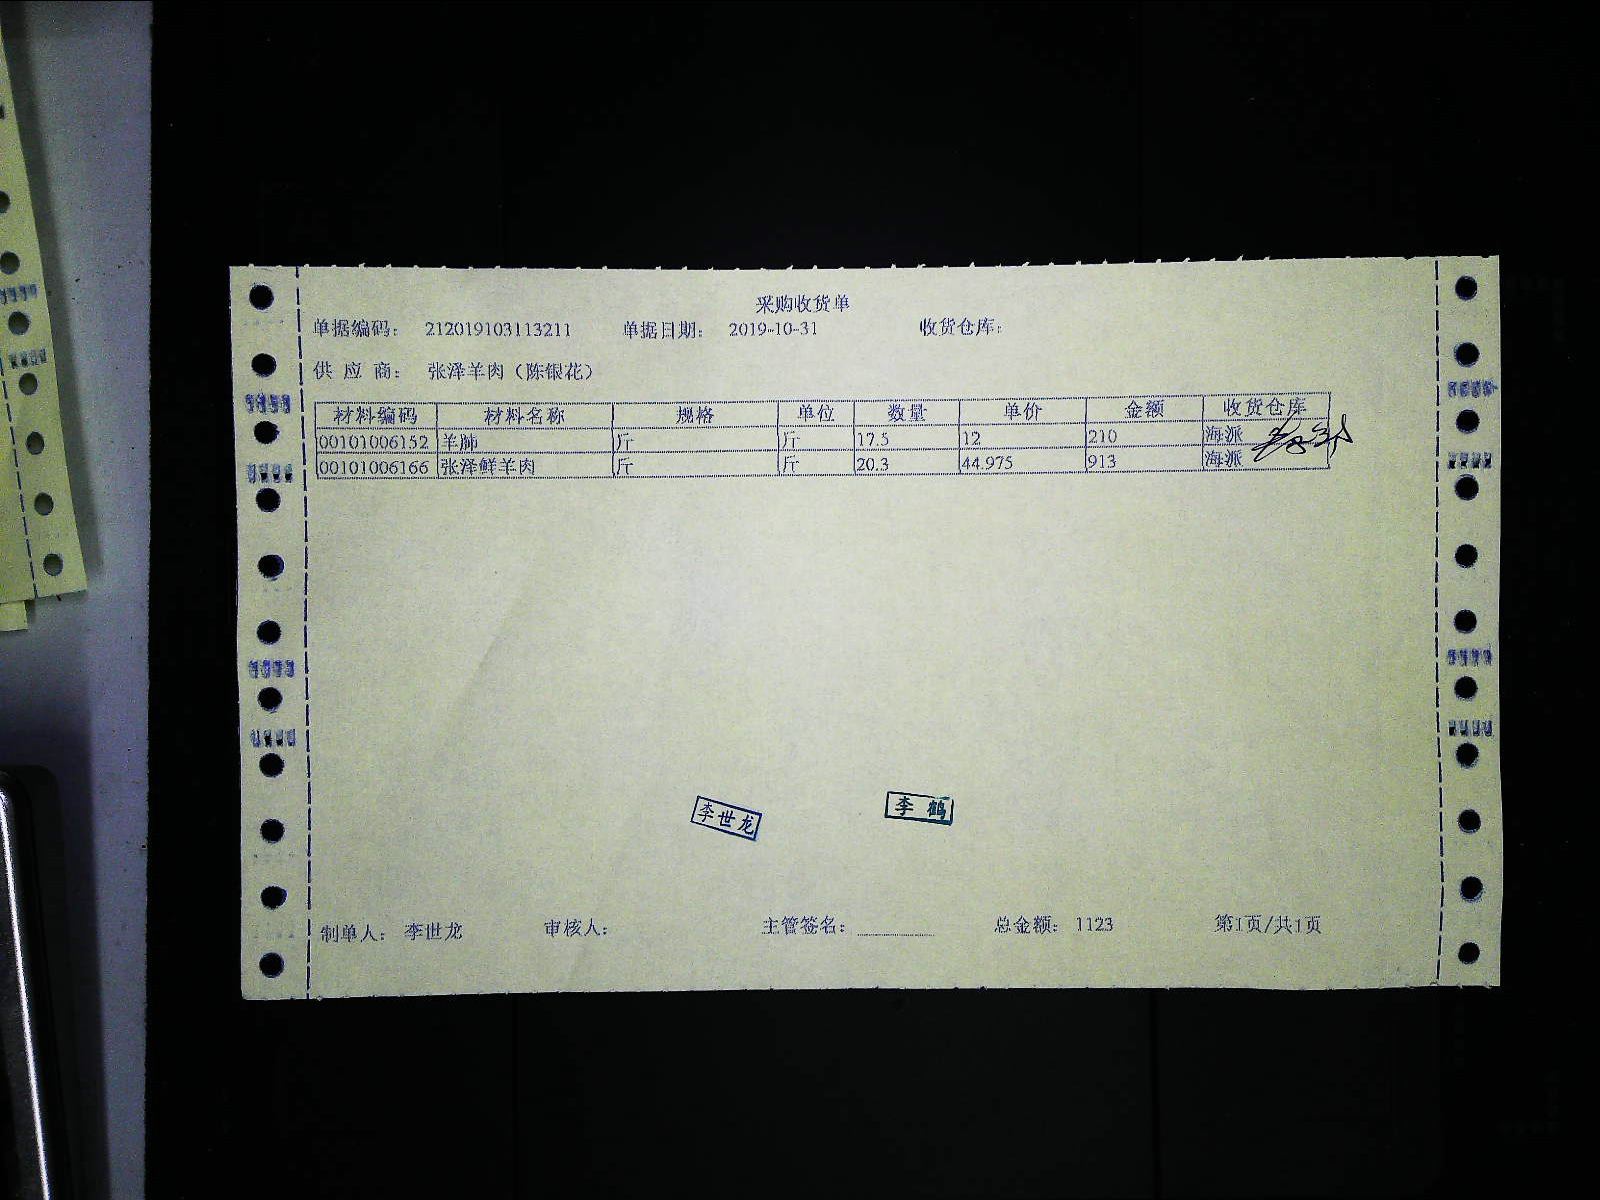 采购收货单
单据编码： 212019103113211 单据日期： 2019-10-31 收货仓库：
供 应 商： 张泽羊肉（陈银花）
材料编码 材料名称 规格 单位 数量 单价 金额 收货仓库
00101006152 羊肺 斤 斤 17.5 12 210 海派
00101006166 张泽鲜羊肉 斤 斤 20.3 44.975 913 海派
李世龙 李鹤
制单人： 李世龙 审核人： 主管签名： 总金额： 1123 第1页/共1页